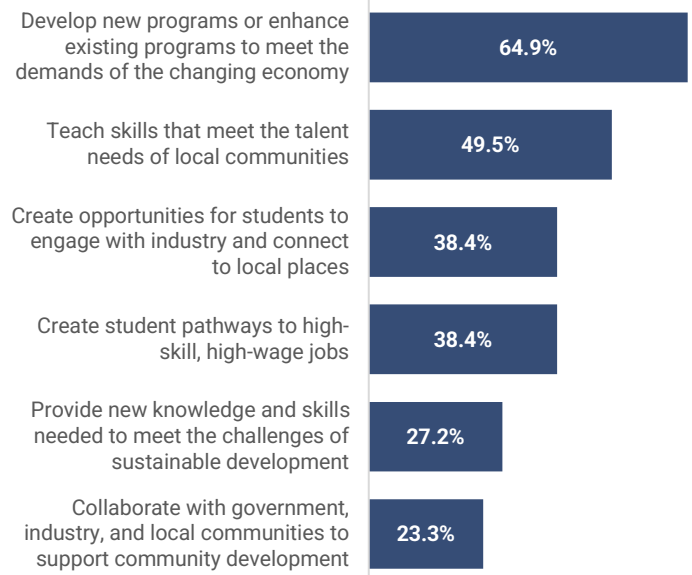 Develop new programs or enhance
existing programs to meet the
demands of the changing economy
64.9%
Teach skills that meet the talent
needs of local communities
49.5%
Create opportunities for students to
engage with industry and connect
to local places
38.4%
Create student pathways to high-
skill, high-wage jobs
38.4%
Provide new knowledge and skills
needed to meet the challenges of
sustainable development
27.2%
Collaborate with government,
industry, and local communities to
support community development
23.3%